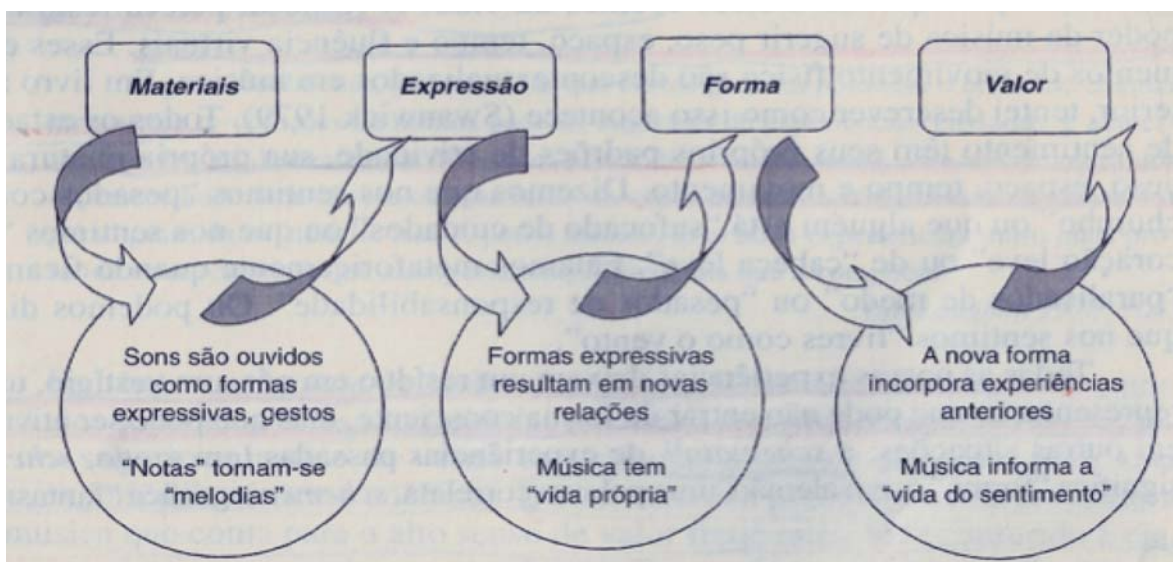 Materiais
Expressão
Forma
Valor
Sons são ouvidos
como formas
expressivas, gestos
"Notas" tornam-se
"melodias"
Formas expressivas
resultam em novas
relações
Música tem
"vida própria"
A nova forma
incorpora experiências
anteriores
Música informa a
"vida do sentimento"